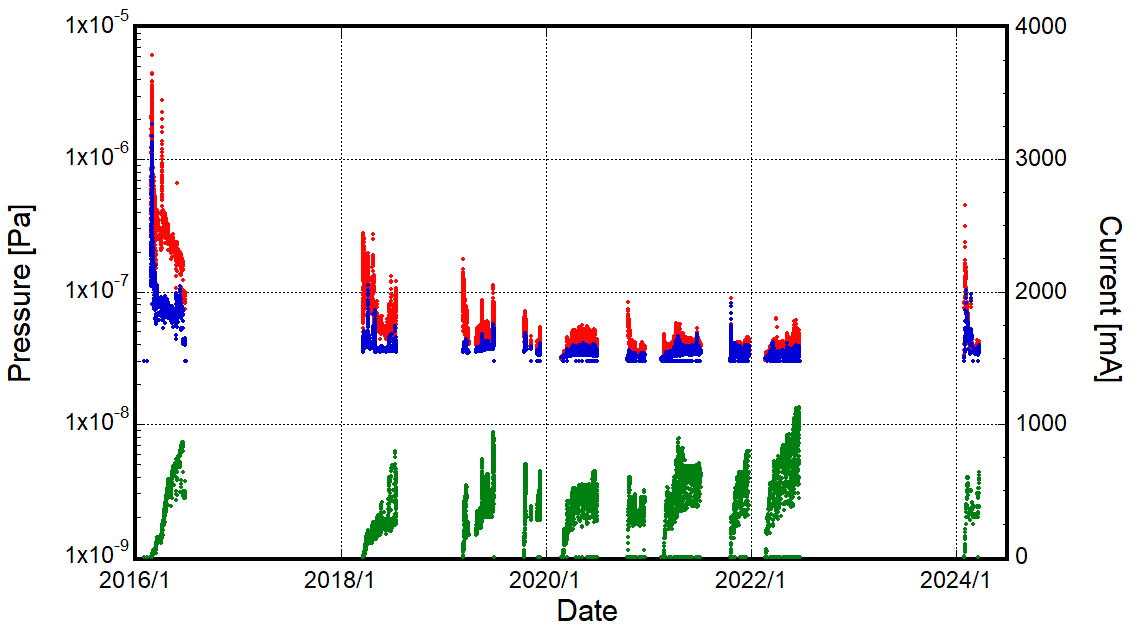 1x10^-5
1x10^-6
1x10^-7
1x10^-8
1x10^-9
Pressure [Pa]
4000
3000
2000
1000
0
Current [mA]
2016/1 2018/1 2020/1 2022/1 2024/1
Date